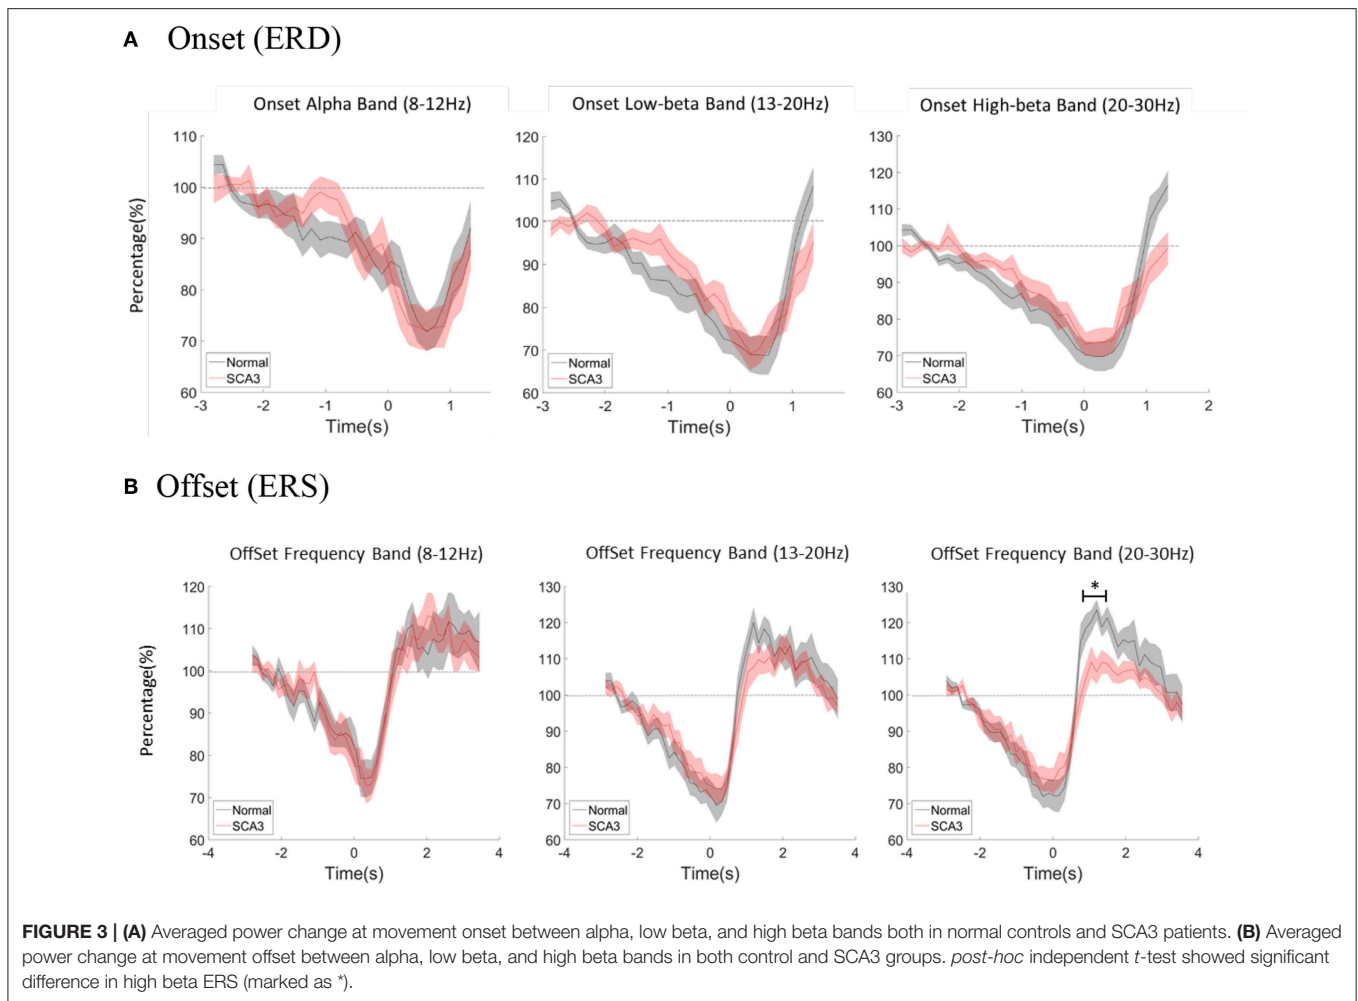 A Onset (ERD)
Onset Alpha Band (8-12Hz)
Onset Low-beta Band (13-20Hz)
Onset High-beta Band (20-30Hz)
Percentage(%)
110
100
90
80
70
60
-3
-2
-1
0
1
Time(s)
Normal
SCA3
120
110
100
90
80
70
60
-3
-2
-1
0
1
Time(s)
Normal
SCA3
130
120
110
100
90
80
70
60
-3
-2
-1
0
1
2
Time(s)
Normal
SCA3
B Offset (ERS)
OffSet Frequency Band (8-12Hz)
OffSet Frequency Band (13-20Hz)
OffSet Frequency Band (20-30Hz)
Percentage(%)
120
110
100
90
80
70
60
-4
-2
0
2
4
Time(s)
Normal
SCA3
130
120
110
100
90
80
70
60
-4
-2
0
2
4
Time(s)
Normal
SCA3
130
120
110
100
90
80
70
60
-4
-2
0
2
4
Time(s)
Normal
SCA3
*
FIGURE 3 | (A) Averaged power change at movement onset between alpha, low beta, and high beta bands both in normal controls and SCA3 patients. (B) Averaged
power change at movement offset between alpha, low beta, and high beta bands in both control and SCA3 groups. post-hoc independent t-test showed significant
difference in high beta ERS (marked as *).